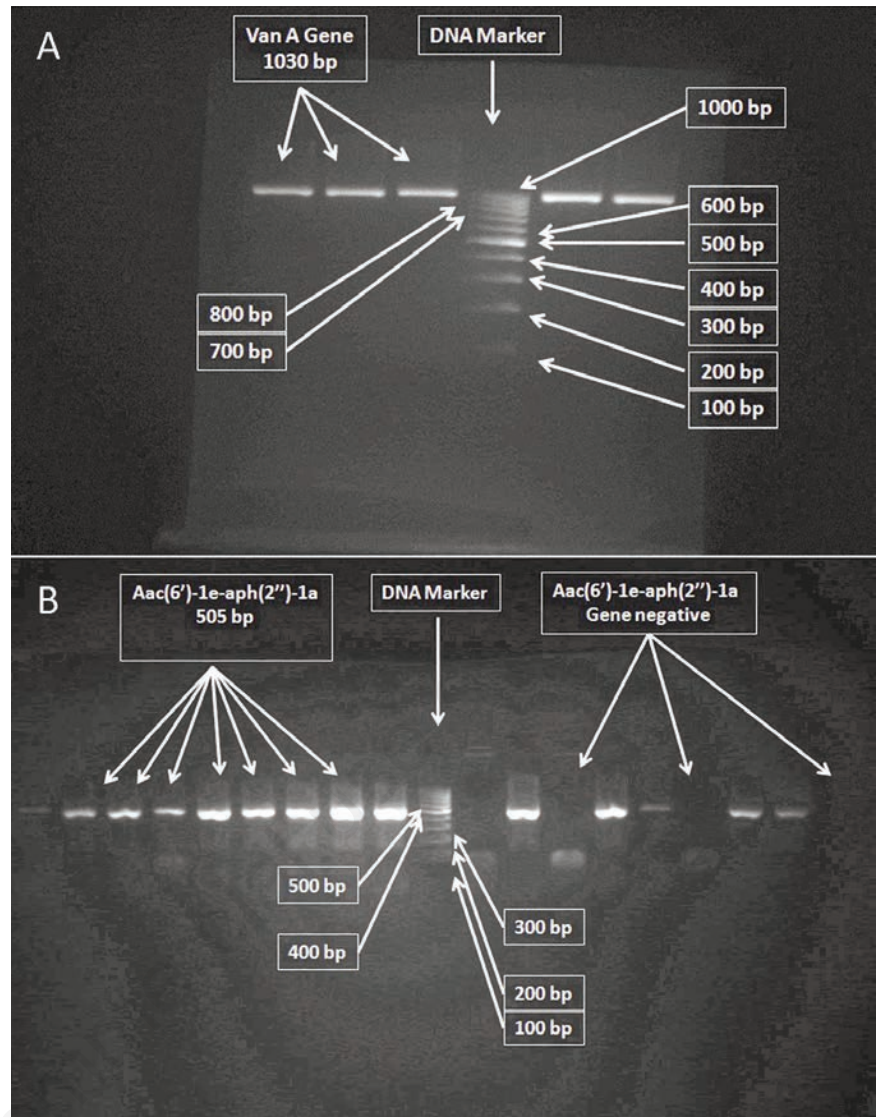 A
Van A Gene
1030 bp
DNA Marker
1000 bp
600 bp
500 bp
400 bp
300 bp
200 bp
100 bp
800 bp
700 bp
B
Aac(6')-1e-aph(2'')-1a
505 bp
DNA Marker
Aac(6')-1e-aph(2'')-1a
Gene negative
500 bp
400 bp
300 bp
200 bp
100 bp